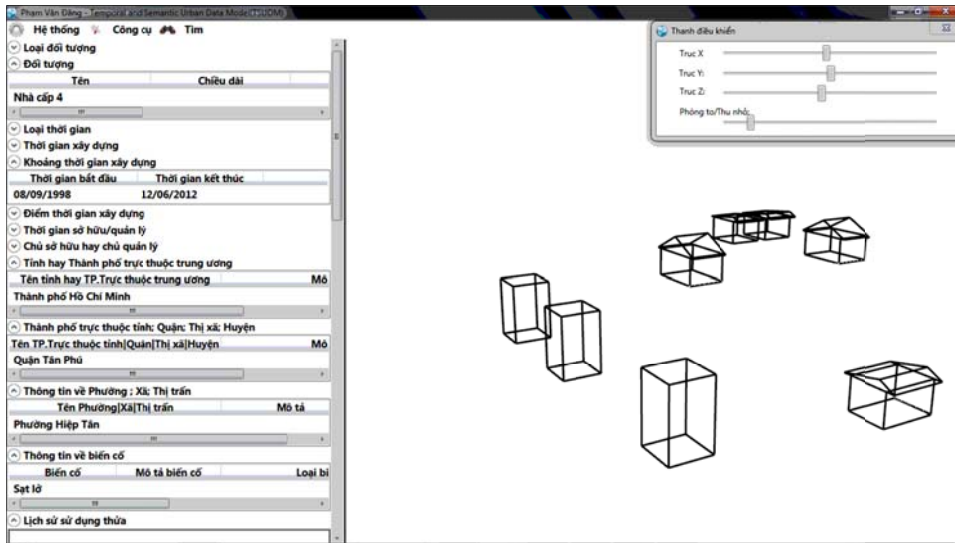 Phạm Văn Đăng - Temporal and Semantic Urban Data Model(TSUDM)
Hệ thống Công cụ Tìm
Loại đối tượng
Đối tượng
Tên Chiều dài
Nhà cấp 4
Loại thời gian
Thời gian xây dựng
Khoảng thời gian xây dựng
Thời gian bắt đầu Thời gian kết thúc
08/09/1998 12/06/2012
Điểm thời gian xây dựng
Thời gian sở hữu/quản lý
Chủ sở hữu hay chủ quản lý
Tỉnh hay Thành phố trực thuộc trung ương
Tên tỉnh hay TP.Trực thuộc trung ương Mô
Thành phố Hồ Chí Minh
Thành phố trực thuộc tỉnh; Quận; Thị xã; Huyện
Tên TP.Trực thuộc tỉnh|Quận|Thị xã|Huyện Mô
Quận Tân Phú
Thông tin về Phường ; Xã; Thị trấn
Tên Phường|Xã|Thị trấn Mô tả
Phường Hiệp Tân
Thông tin về biến cố
Biến cố Mô tả biến cố Loại bi
Sạt lở
Lịch sử sử dụng thửa
Thanh điều khiển
Trục X
Trục Y:
Trục Z:
Phóng to/Thu nhỏ: